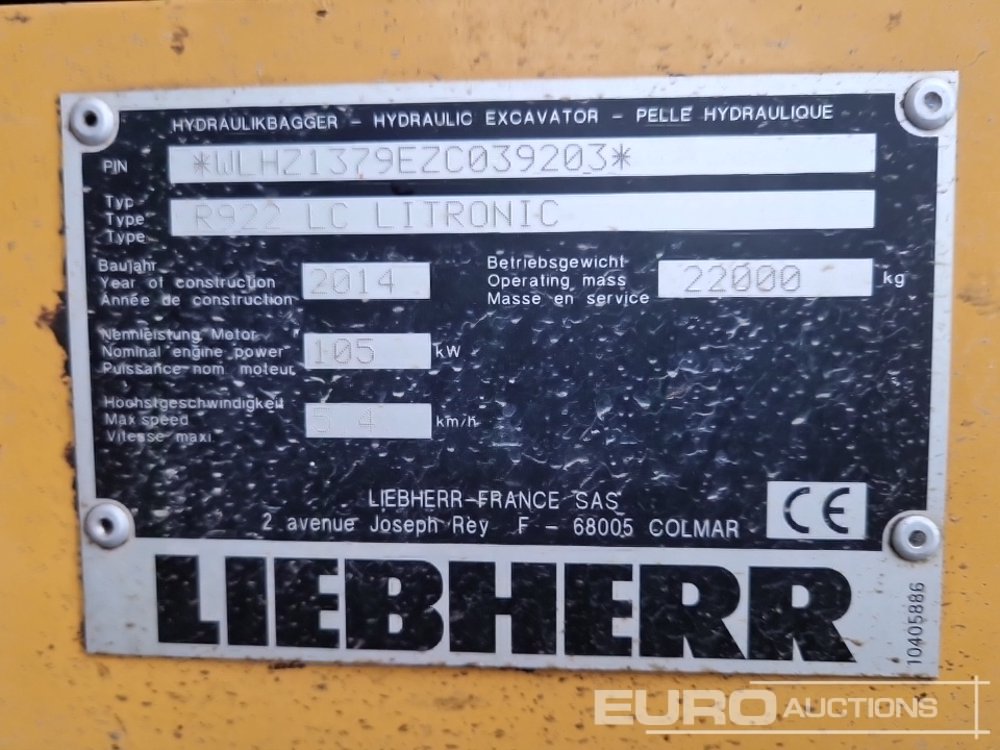 HYDRAULIKBAGGER - HYDRAULIC EXCAVATOR - PELLE HYDRAULIQUE
PIN *WLHZ1379EZC039203*
Typ
Type R922 LC LITRONIC
Type
Baujahr Betriebsgewicht
Year of construction 2014 Operating mass 22000 kg
Année de construction Masse en service
Nennleistung Motor
Nominal engine power 105 kW
Puissance nom. moteur
Höchstgeschwindigkeit
Max speed 5 4 km/h
Vitesse maxi
LIEBHERR-FRANCE SAS
2 avenue Joseph Rey F - 68005 COLMAR
CE
LIEBHERR
10405886
EURO AUCTIONS